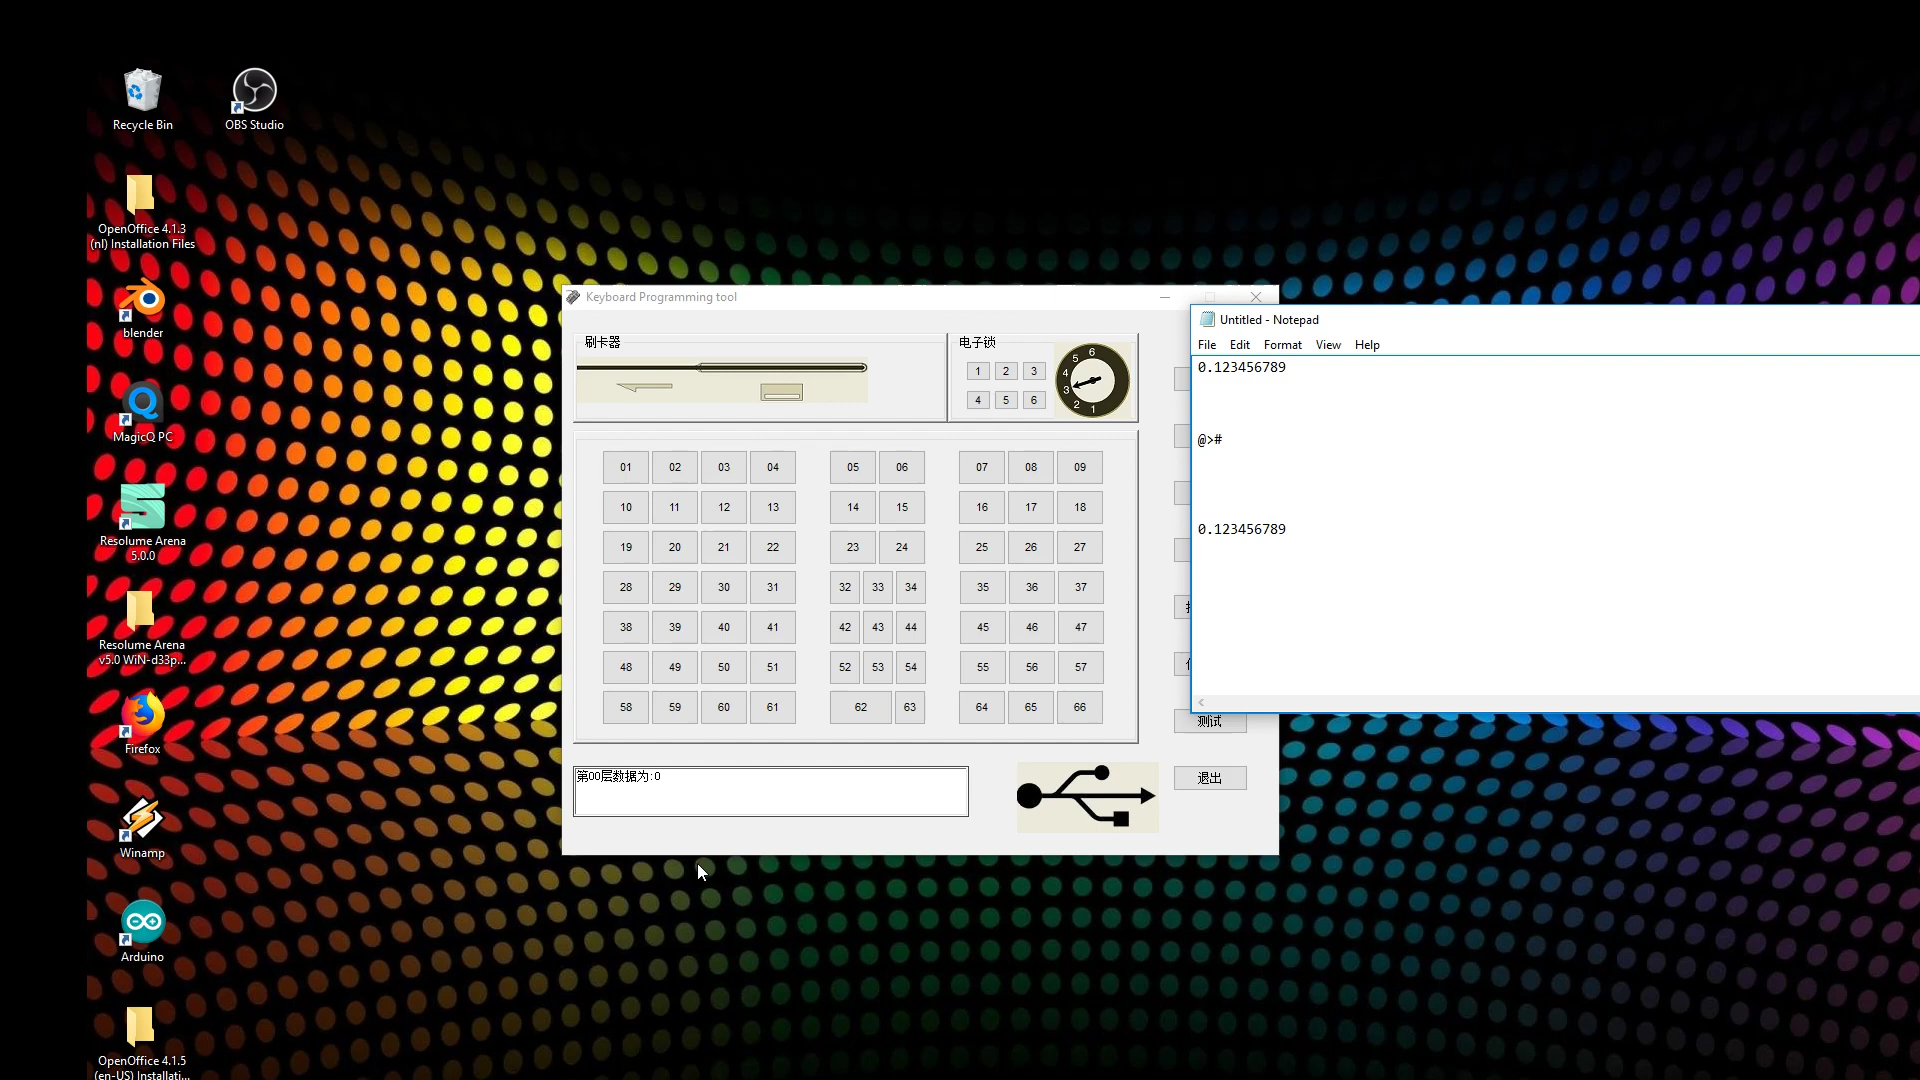 Recycle Bin
OBS Studio
OpenOffice 4.1.3
(nl) Installation Files
blender
MagicQ PC
Resolume Arena
5.0.0
Resolume Arena
v5.0 WiN-d33p...
Firefox
Winamp
Arduino
OpenOffice 4.1.5
(en-US) Installati...
Keyboard Programming tool
刷卡器
电子锁
1 2 3
4 5 6
6
5
4
3
2
1
01 02 03 04 05 06 07 08 09
10 11 12 13 14 15 16 17 18
19 20 21 22 23 24 25 26 27
28 29 30 31 32 33 34 35 36 37
38 39 40 41 42 43 44 45 46 47
48 49 50 51 52 53 54 55 56 57
58 59 60 61 62 63 64 65 66
第00层数据为:0
测试
退出
Untitled - Notepad
File Edit Format View Help
0.123456789
@>#
0.123456789